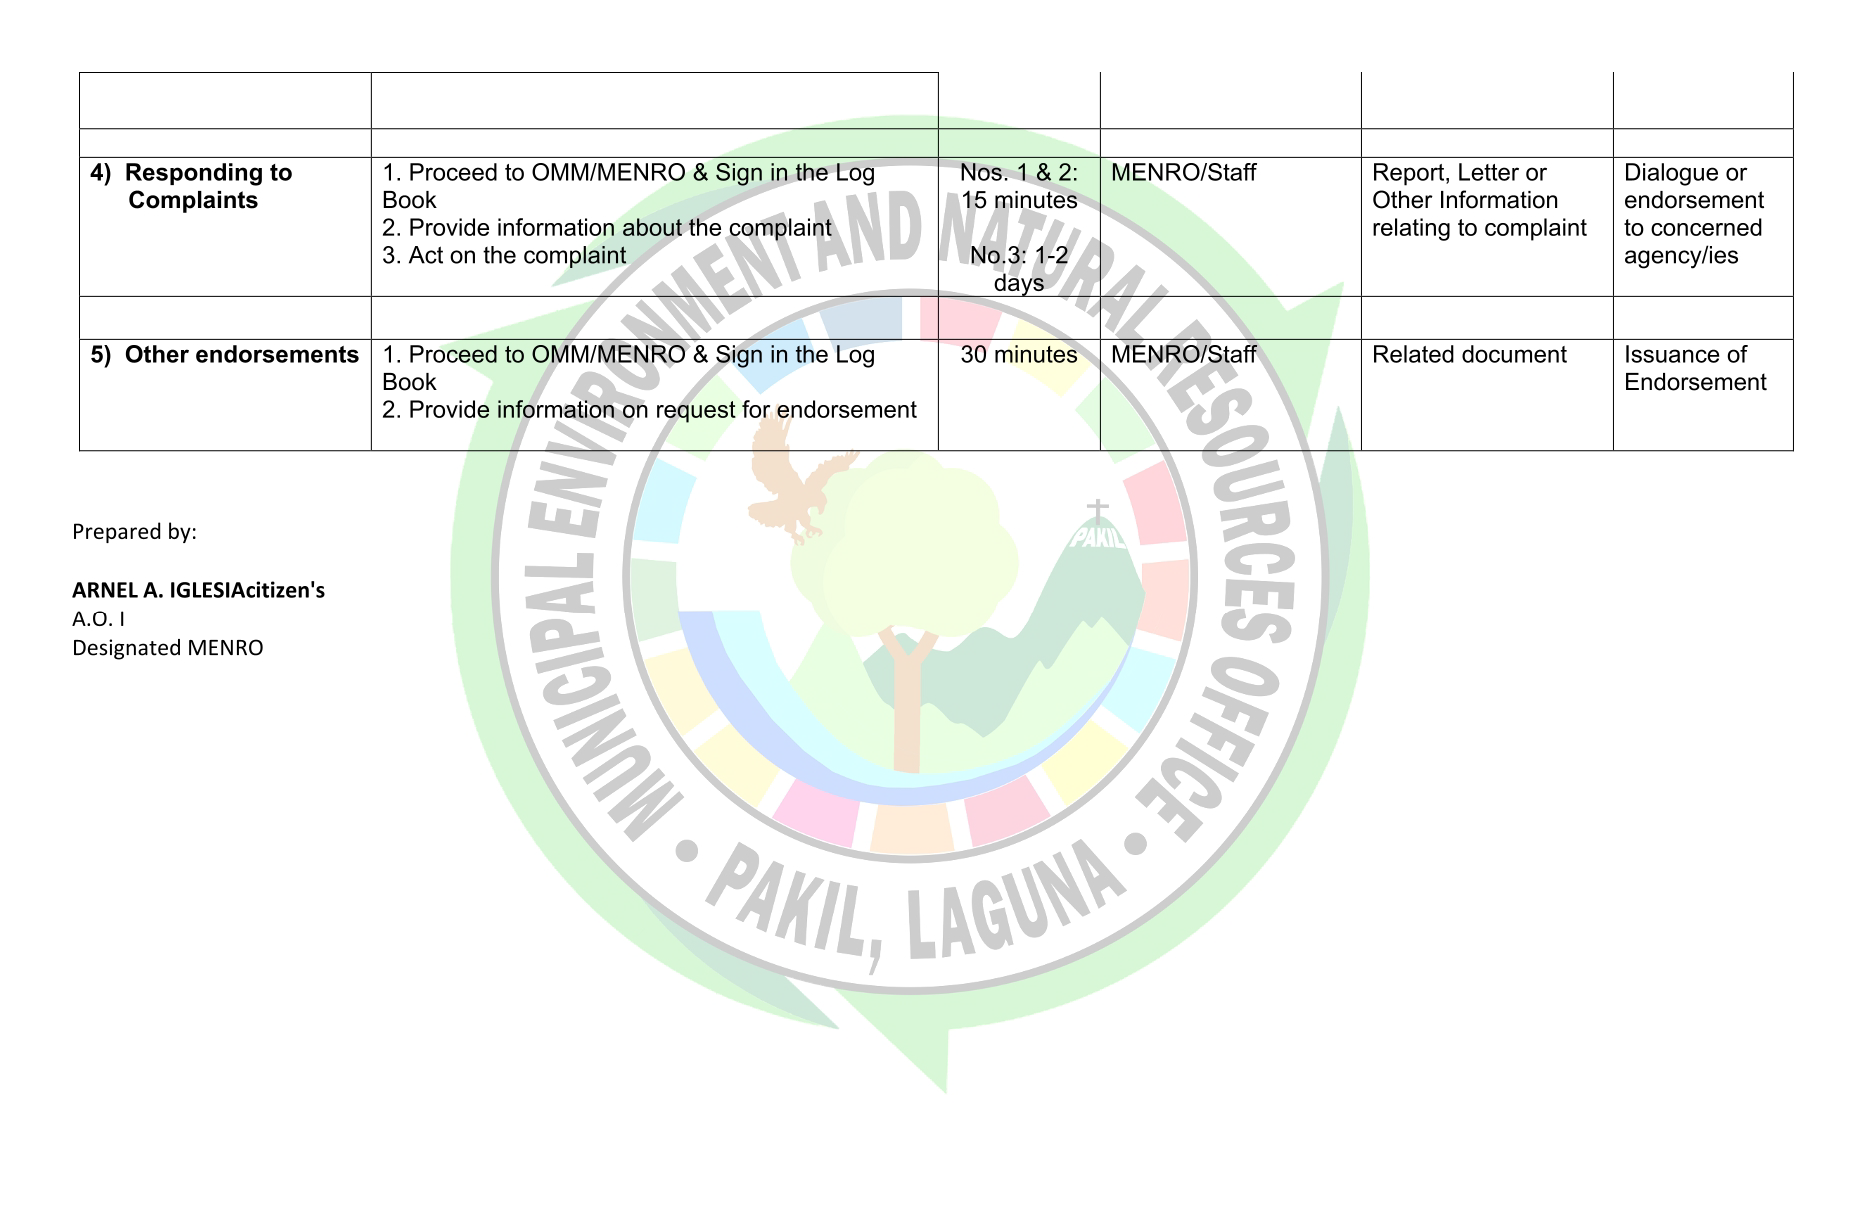 4)  Responding to
Complaints
1. Proceed to OMM/MENRO & Sign in the Log
Book
2. Provide information about the complaint
3. Act on the complaint
Nos. 1 & 2:
15 minutes
No.3: 1-2
days
MENRO/Staff
Report, Letter or
Other Information
relating to complaint
Dialogue or
endorsement
to concerned
agency/ies
5)  Other endorsements
1. Proceed to OMM/MENRO & Sign in the Log
Book
2. Provide information on request for endorsement
30 minutes
MENRO/Staff
Related document
Issuance of
Endorsement
Prepared by:
ARNEL A. IGLESIAcitizen's
A.O. I
Designated MENRO
MUNICIPAL ENVIRONMENT AND NATURAL RESOURCES OFFICE
• PAKIL, LAGUNA •
PAKIL